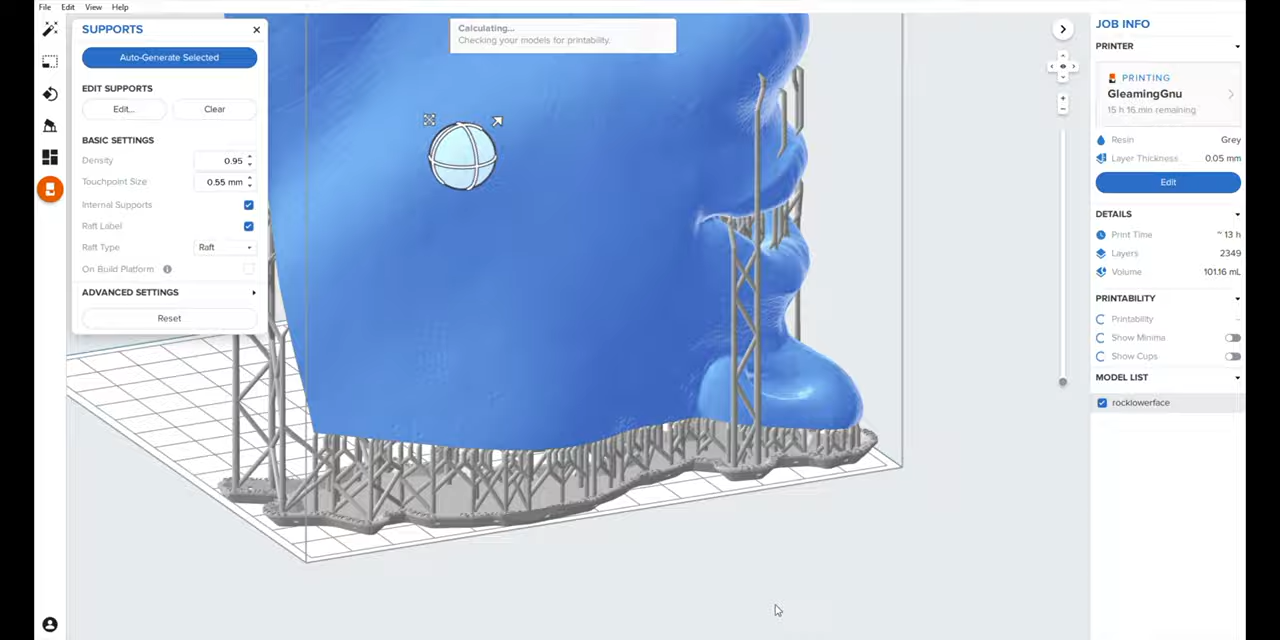 File Edit View Help
SUPPORTS
Auto-Generate Selected
EDIT SUPPORTS
Edit... Clear
BASIC SETTINGS
Density 0.95
Touchpoint Size 0.55 mm
Internal Supports
Raft Label
Raft Type Raft
On Build Platform
ADVANCED SETTINGS
Reset
Calculating...
Checking your models for printability.
JOB INFO
PRINTER
PRINTING
GleamingGnu
15 h 16 min remaining
Resin Grey
Layer Thickness 0.05 mm
Edit
DETAILS
Print Time ~ 13 h
Layers 2349
Volume 101.16 mL
PRINTABILITY
Printability --
Show Minima
Show Cups
MODEL LIST
rocklowerface